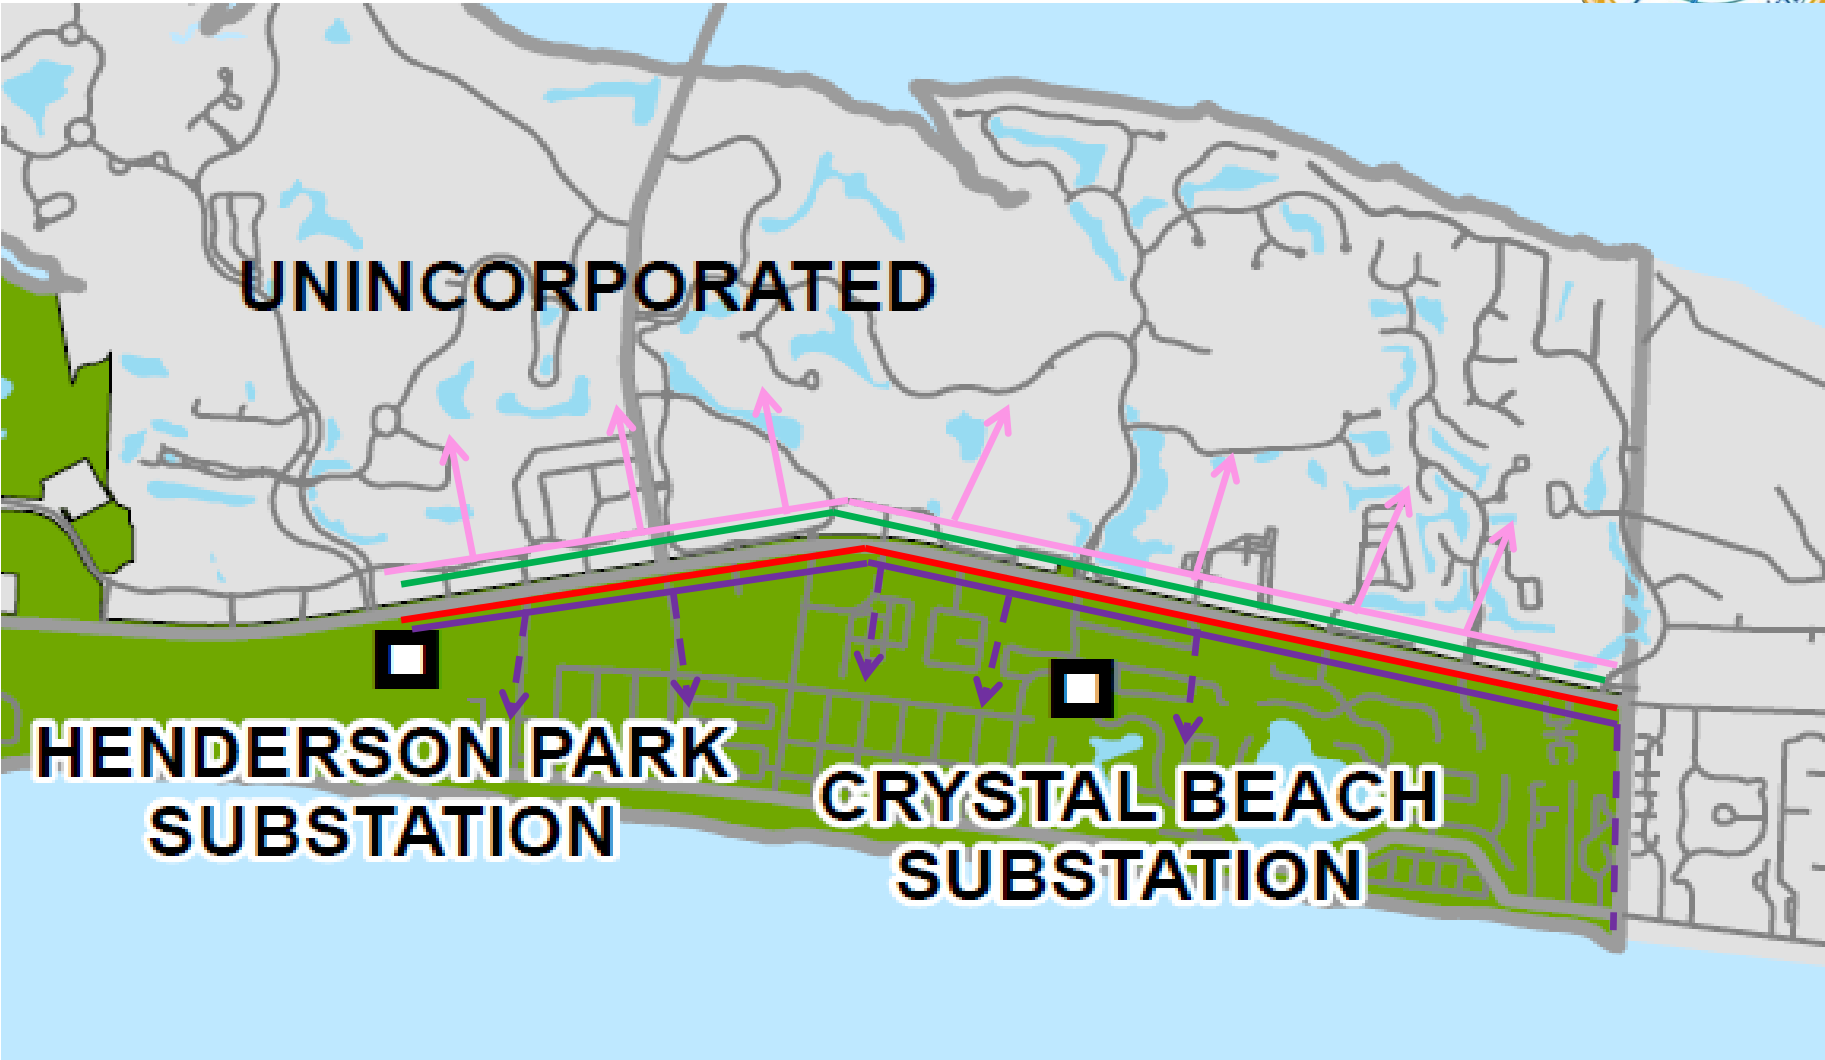 UNINCORPORATED
HENDERSON PARK
SUBSTATION
CRYSTAL BEACH
SUBSTATION